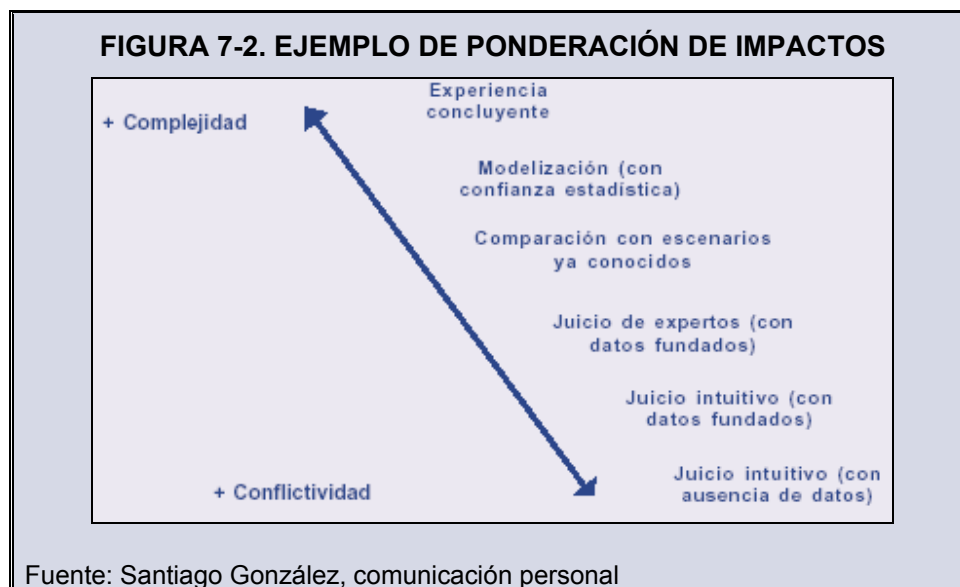 FIGURA 7-2. EJEMPLO DE PONDERACIÓN DE IMPACTOS
+ Complejidad
Experiencia
concluyente
Modelización (con
confianza estadística)
Comparación con escenarios
ya conocidos
Juicio de expertos (con
datos fundados)
Juicio intuitivo (con
datos fundados)
+ Conflictividad
Juicio intuitivo (con
ausencia de datos)
Fuente: Santiago González, comunicación personal